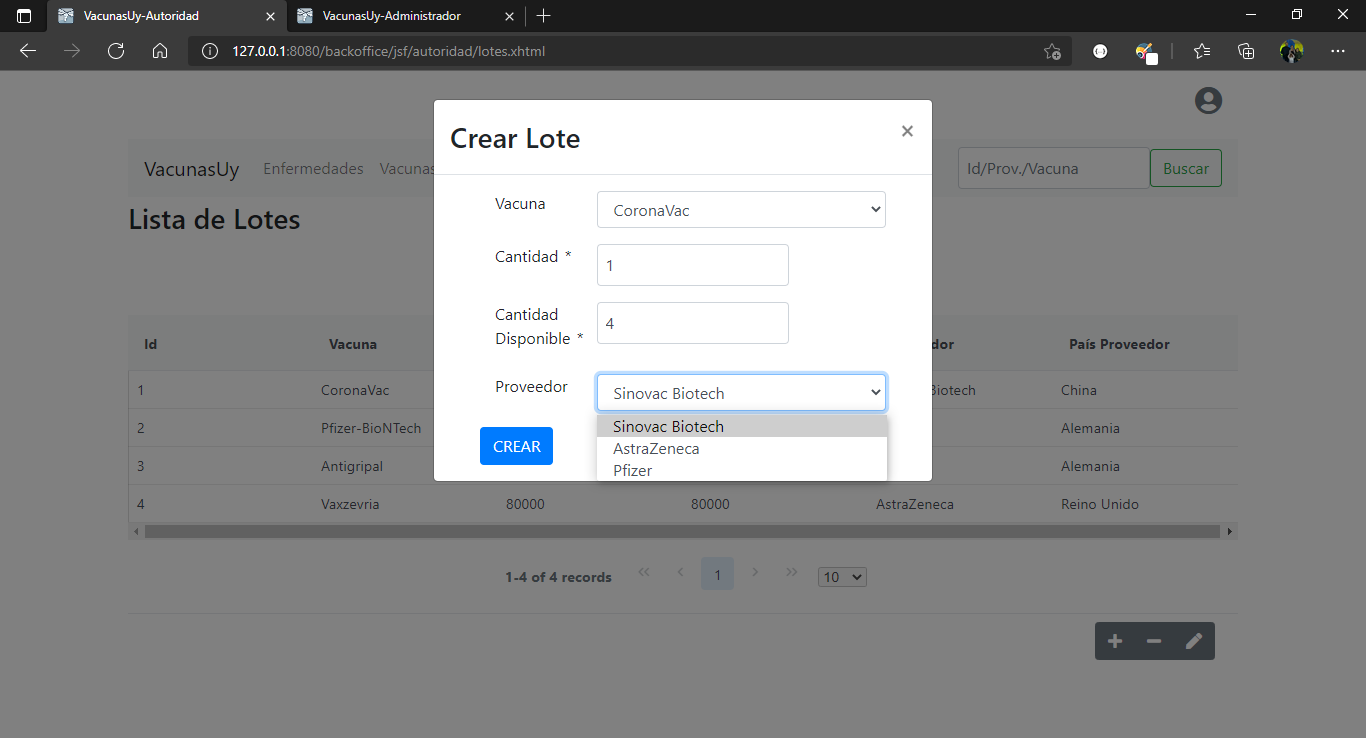 VacunasUy-Autoridad
VacunasUy-Administrador
127.0.0.1:8080/backoffice/jsf/autoridad/lotes.xhtml
Crear Lote
×
VacunasUy Enfermedades Vacunas
Id/Prov./Vacuna Buscar
Lista de Lotes
Vacuna CoronaVac
Cantidad * 1
Cantidad
Disponible * 4
Proveedor Sinovac Biotech
Sinovac Biotech
AstraZeneca
Pfizer
CREAR
Id Vacuna dor País Proveedor
1 CoronaVac Biotech China
2 Pfizer-BioNTech Alemania
3 Antigripal Alemania
4 Vaxzevria 80000 80000 AstraZeneca Reino Unido
1-4 of 4 records 1 10